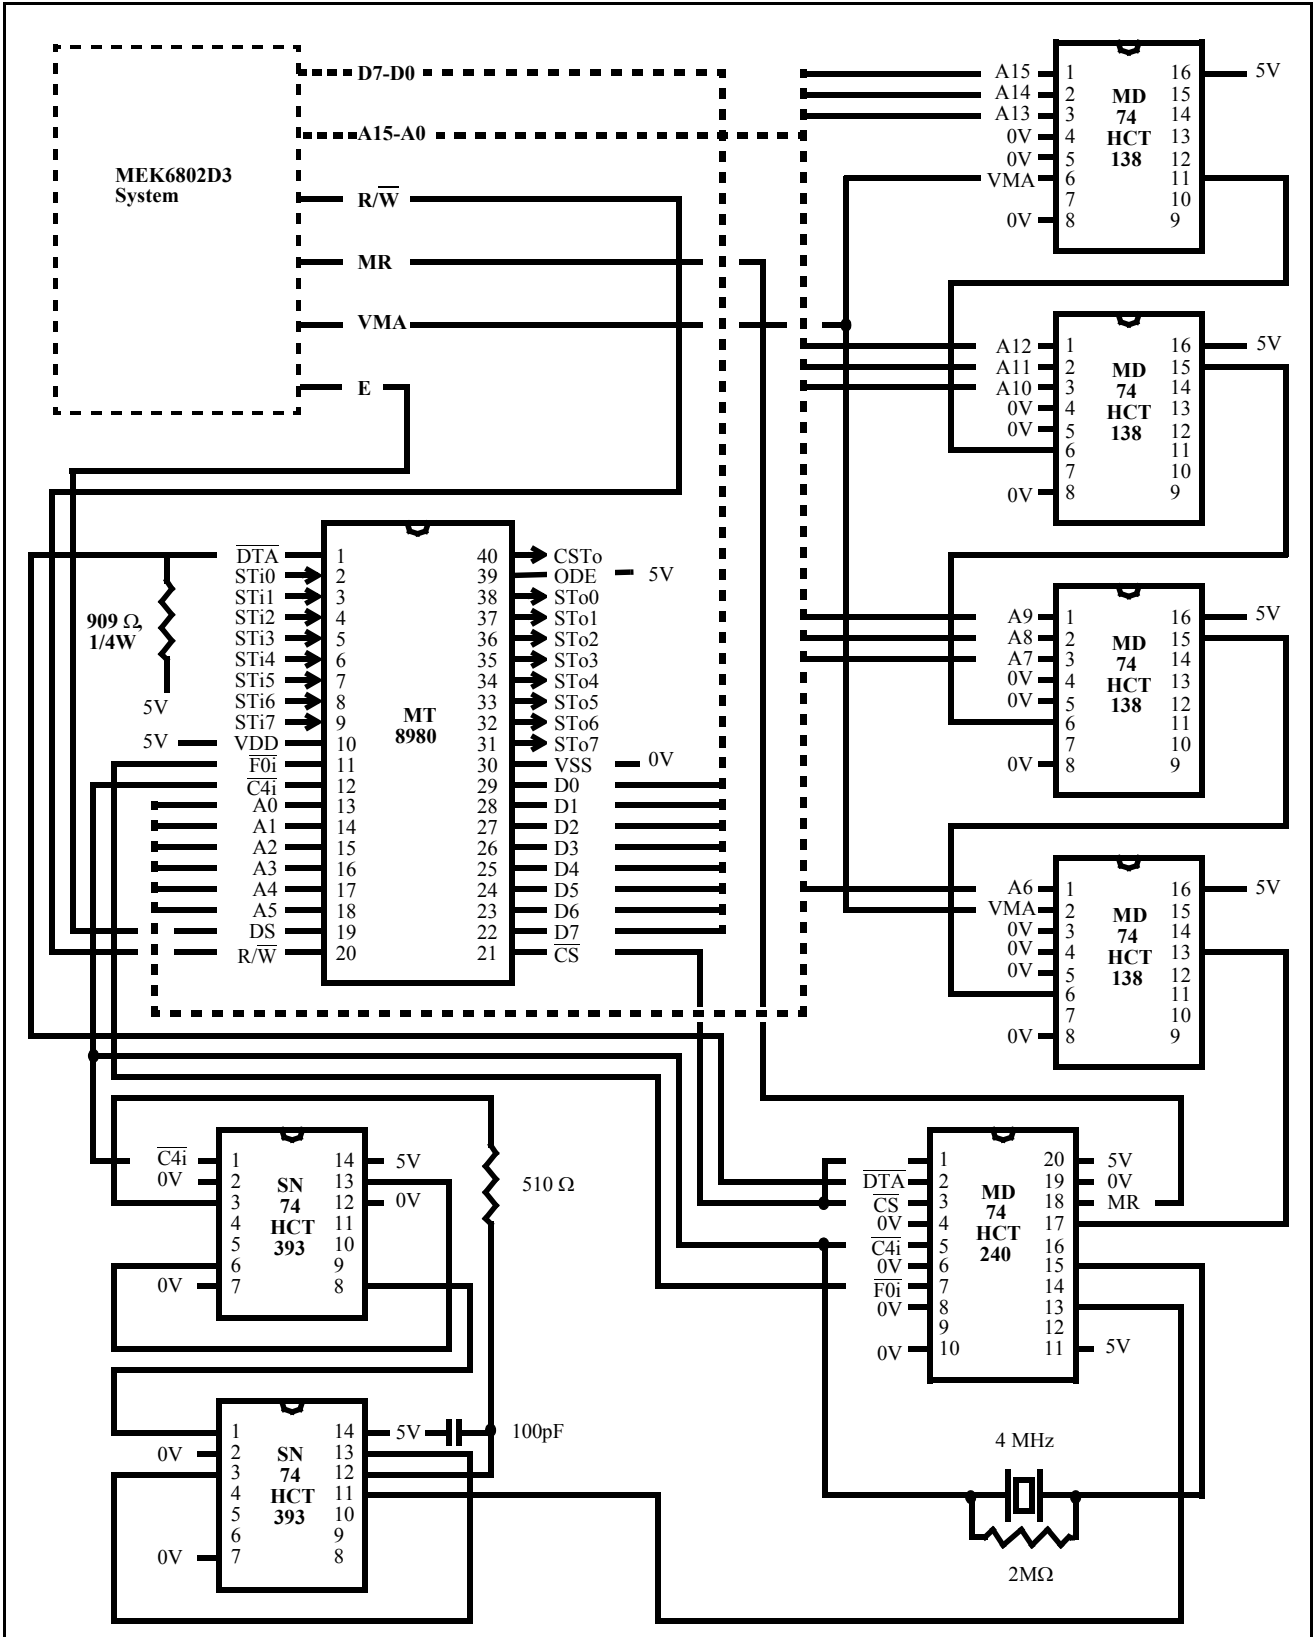 D7-D0
A15-A0
MEK6802D3
System
R/W̅
MR
VMA
E
A15 1 16 5V
A14 2 15
A13 3 14
0V 4 13
0V 5 12
VMA 6 11
7 10
0V 8 9
MD
74
HCT
138
A12 1 16 5V
A11 2 15
A10 3 14
0V 4 13
0V 5 12
6 11
7 10
0V 8 9
MD
74
HCT
138
D̅T̅A̅ 1 40 CSTo
STi0 2 39 ODE 5V
STi1 3 38 STo0
STi2 4 37 STo1
STi3 5 36 STo2
STi4 6 35 STo3
STi5 7 34 STo4
STi6 8 33 STo5
STi7 9 32 STo6
5V VDD 10 31 STo7
F̅0̅i̅ 11 30 VSS 0V
C̅4̅i̅ 12 29 D0
A0 13 28 D1
A1 14 27 D2
A2 15 26 D3
A3 16 25 D4
A4 17 24 D5
A5 18 23 D6
DS 19 22 D7
R/W̅ 20 21 C̅S̅
MT
8980
909 Ω,
1/4W
5V
A9 1 16 5V
A8 2 15
A7 3 14
0V 4 13
0V 5 12
6 11
7 10
0V 8 9
MD
74
HCT
138
A6 1 16 5V
VMA 2 15
0V 3 14
0V 4 13
0V 5 12
6 11
7 10
0V 8 9
MD
74
HCT
138
C̅4̅i̅ 1 14 5V
0V 2 13
3 12 0V
4 11
5 10
6 9
0V 7 8
SN
74
HCT
393
510 Ω
1 20 5V
D̅T̅A̅ 2 19 0V
C̅S̅ 3 18 MR
0V 4 17
C̅4̅i̅ 5 16
0V 6 15
F̅0̅i̅ 7 14
0V 8 13
9 12
0V 10 11 5V
MD
74
HCT
240
1 14 5V
0V 2 13
3 12
4 11
5 10
6 9
0V 7 8
SN
74
HCT
393
100pF
4 MHz
2MΩ